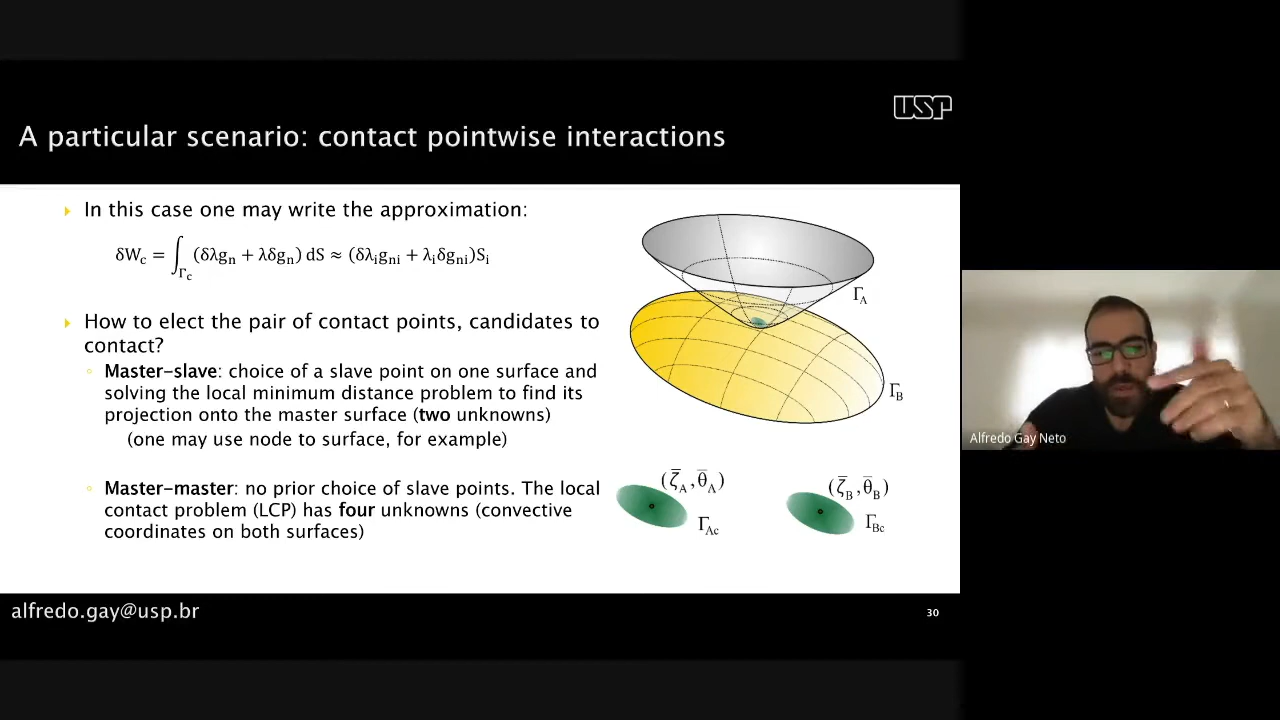 USP
A particular scenario: contact pointwise interactions
In this case one may write the approximation:
δW_c = ∫_Γc (δλg_n + λδg_n) dS ≈ (δλ_i g_ni + λ_i δg_ni)S_i
How to elect the pair of contact points, candidates to
contact?
Master-slave: choice of a slave point on one surface and
solving the local minimum distance problem to find its
projection onto the master surface (two unknowns)
(one may use node to surface, for example)
Master-master: no prior choice of slave points. The local
contact problem (LCP) has four unknowns (convective
coordinates on both surfaces)
Γ_A
Γ_B
(ζ̅_A, θ̅_A)
Γ_Ac
(ζ̅_B, θ̅_B)
Γ_Bc
alfredo.gay@usp.br
30
Alfredo Gay Neto